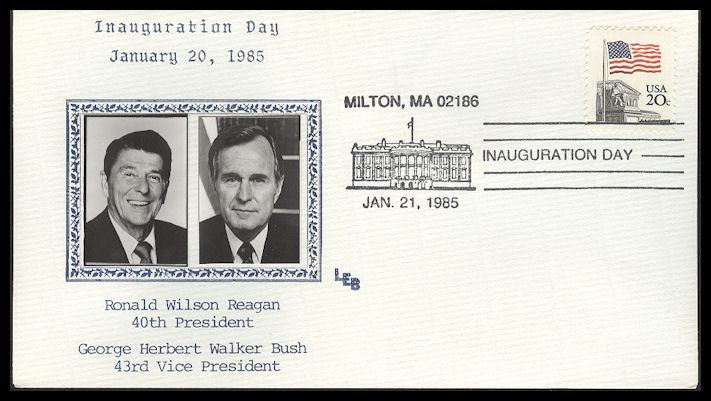 Inauguration Day
January 20, 1985
USA
20c
MILTON, MA 02186
INAUGURATION DAY
JAN. 21, 1985
LEB
Ronald Wilson Reagan
40th President
George Herbert Walker Bush
43rd Vice President